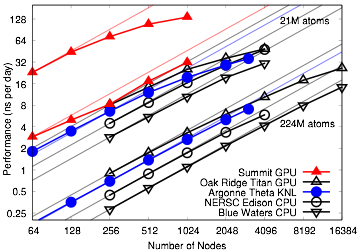 128
64
32
16
8
4
2
1
0.5
0.25
Performance (ns per day)
21M atoms
224M atoms
Summit GPU
Oak Ridge Titan GPU
Argonne Theta KNL
NERSC Edison CPU
Blue Waters CPU
64 128 256 512 1024 2048 4096 8192 16384
Number of Nodes